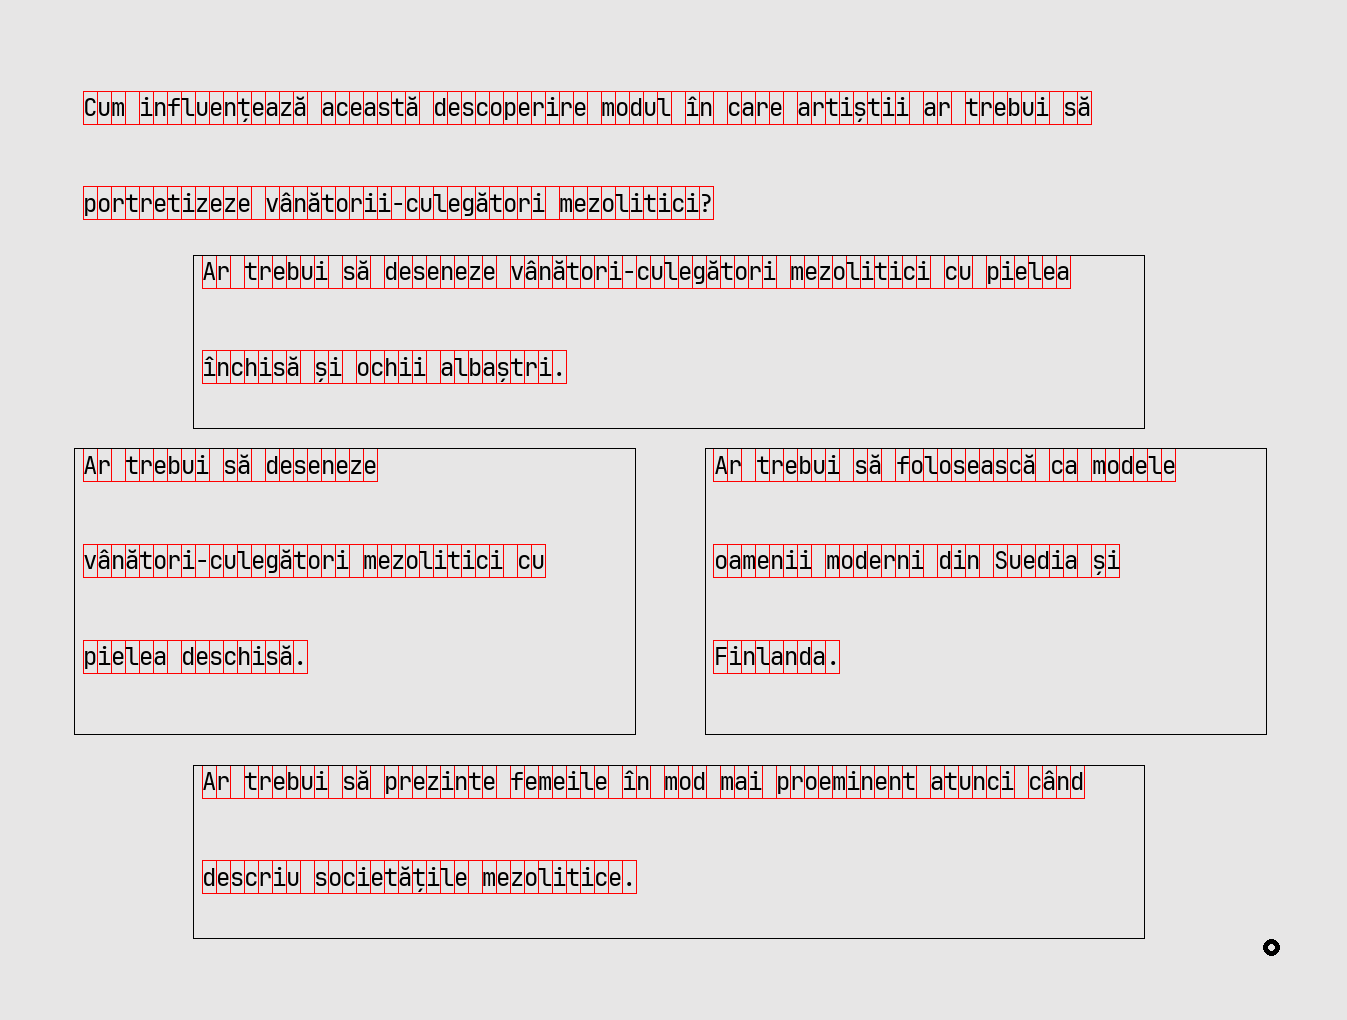 Cum influențează această descoperire modul în care artiștii ar trebui să
portretizeze vânătorii-culegători mezolitici?
Ar trebui să deseneze vânători-culegători mezolitici cu pielea
închisă și ochii albaștri.
Ar trebui să deseneze
vânători-culegători mezolitici cu
pielea deschisă.
Ar trebui să folosească ca modele
oamenii moderni din Suedia și
Finlanda.
Ar trebui să prezinte femeile în mod mai proeminent atunci când
descriu societățile mezolitice.